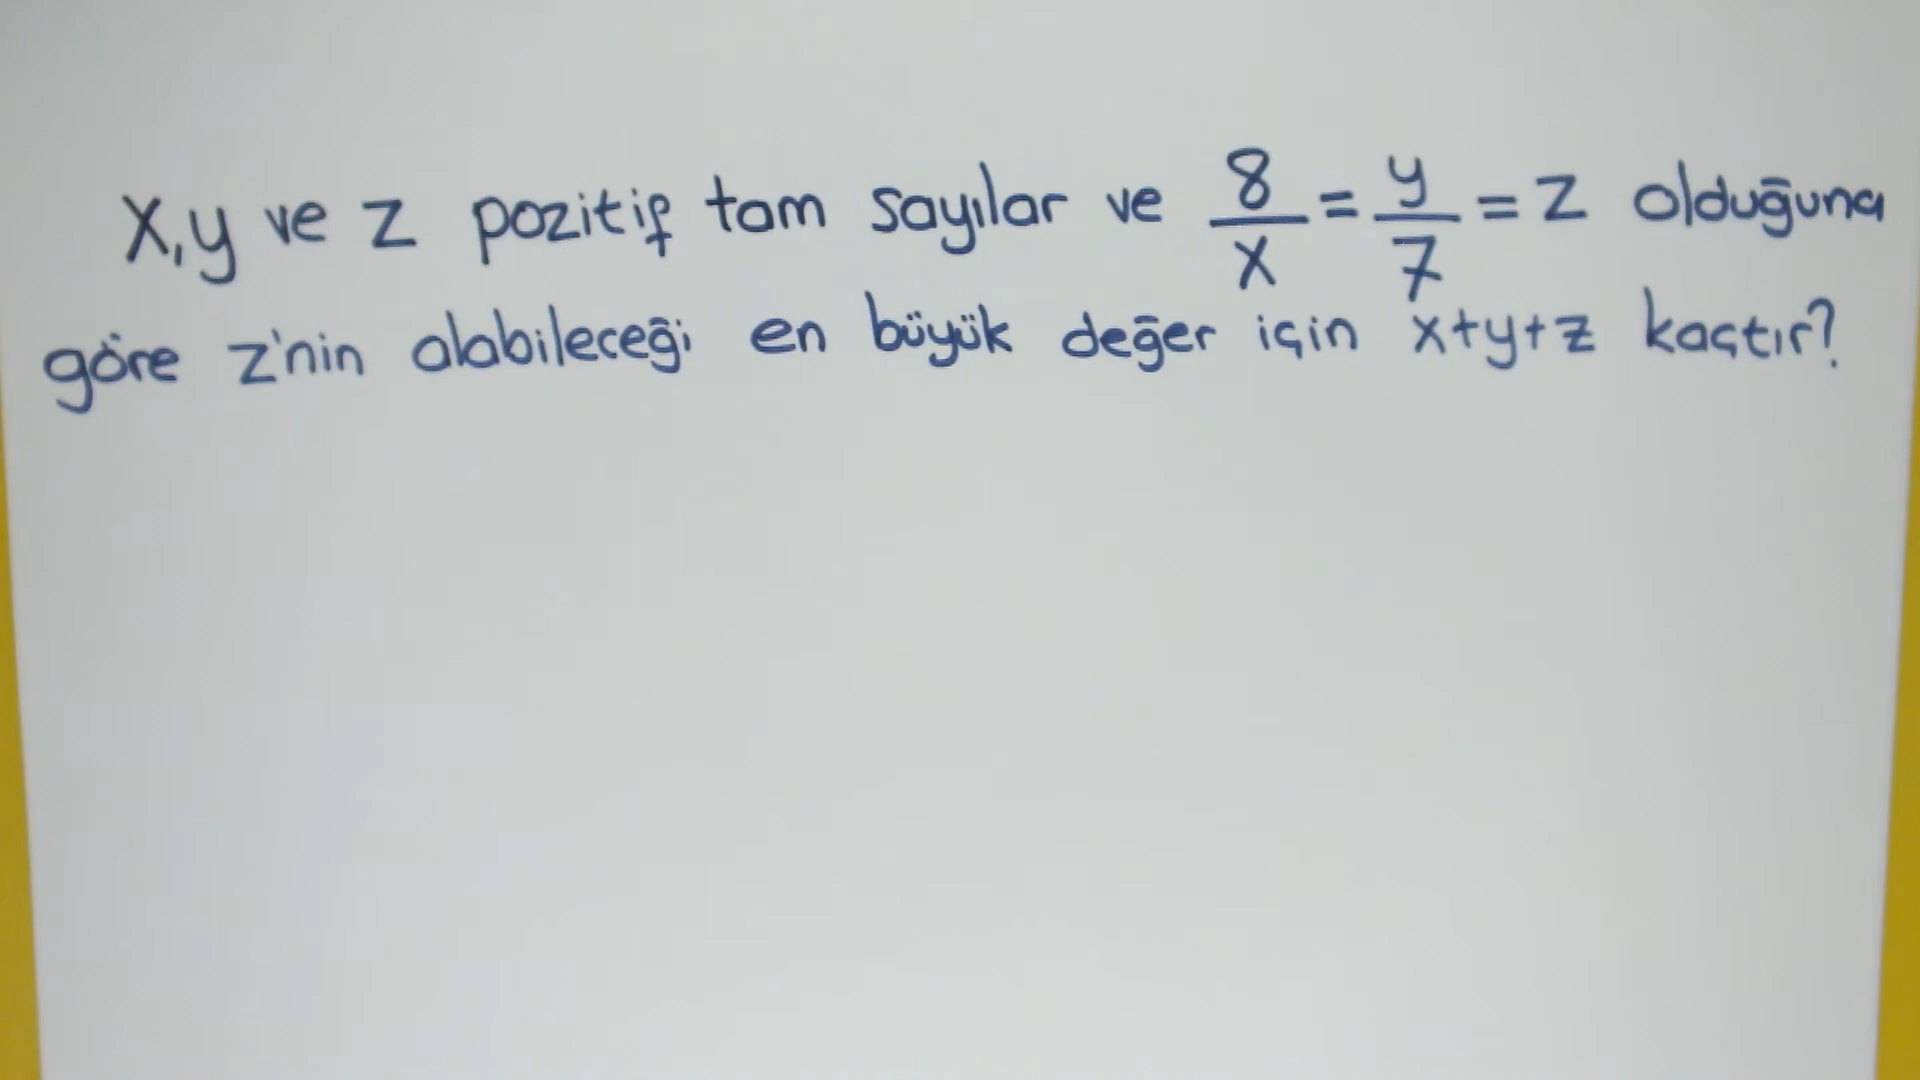 x,y ve z pozitif tam sayılar ve 8/x = y/7 = z olduğuna
göre z'nin alabileceği en büyük değer için x+y+z kaçtır?